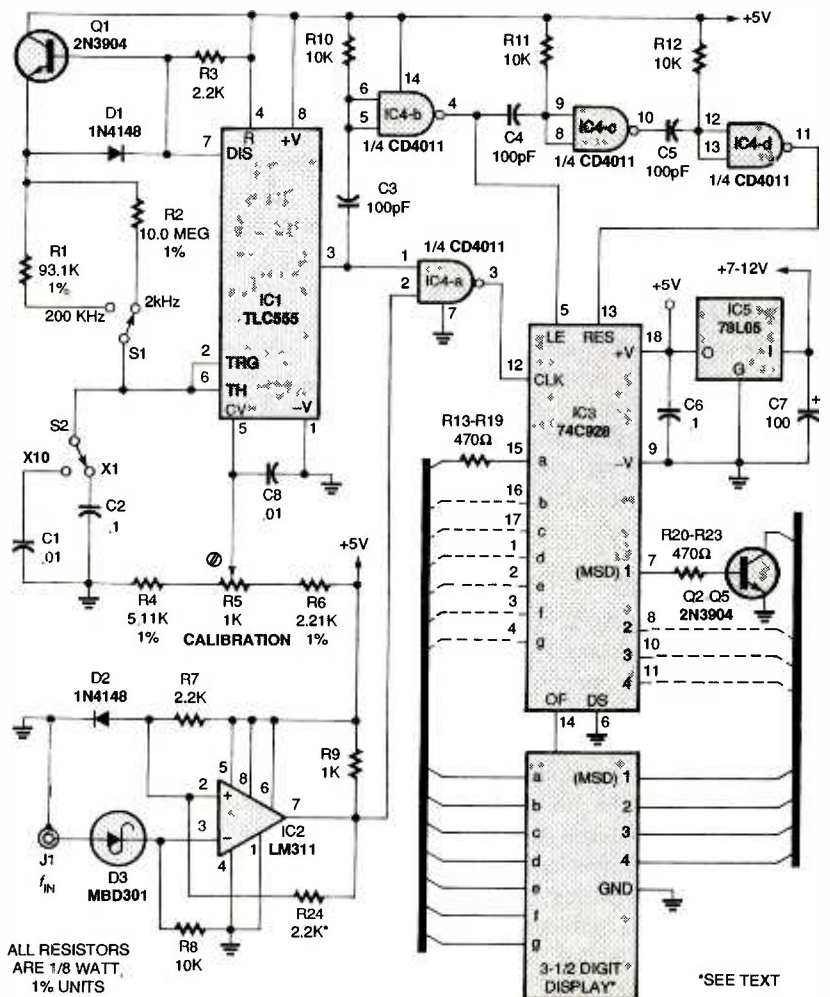 Q1
2N3904
R3
2.2K
D1
1N4148
R10
10K
14
R11
10K
R12
10K
+5V
6
5
IC4-b
4
1/4 CD4011
C4
100pF
9
8
IC4-c
10
1/4 CD4011
C5
100pF
12
13
IC4-d
11
1/4 CD4011
4
8
R
+V
7
DIS
C3
100pF
R1
93.1K
1%
R2
10.0 MEG
1%
200 KHz
2kHz
S1
IC1
TLC555
3
1/4 CD4011
1
2
IC4-a
3
7
2
TRG
6
TH
CV
-V
5
1
S2
X10
X1
C1
.01
C2
.1
C8
.01
5
13
LE
RES
+V
18
12
CLK
IC3
74C928
-V
9
+5V
+7-12V
IC5
78L05
O
I
G
C6
.1
C7
100
+
R13-R19
470Ω
15
a
16
b
17
c
1
d
2
e
3
f
4
g
(MSD)
1
7
R20-R23
470Ω
Q2 Q5
2N3904
2
8
3
10
4
11
OF
DS
14
6
+5V
R4
5.11K
1%
R5
1K
R6
2.21K
1%
CALIBRATION
D2
1N4148
R7
2.2K
R9
1K
5
8
6
2
+
3
-
4
1
7
IC2
LM311
J1
fIN
D3
MBD301
R8
10K
R24
2.2K*
a
b
c
d
e
f
g
(MSD)
1
2
3
4
GND
3-1/2 DIGIT
DISPLAY*
ALL RESISTORS
ARE 1/8 WATT,
1% UNITS
*SEE TEXT